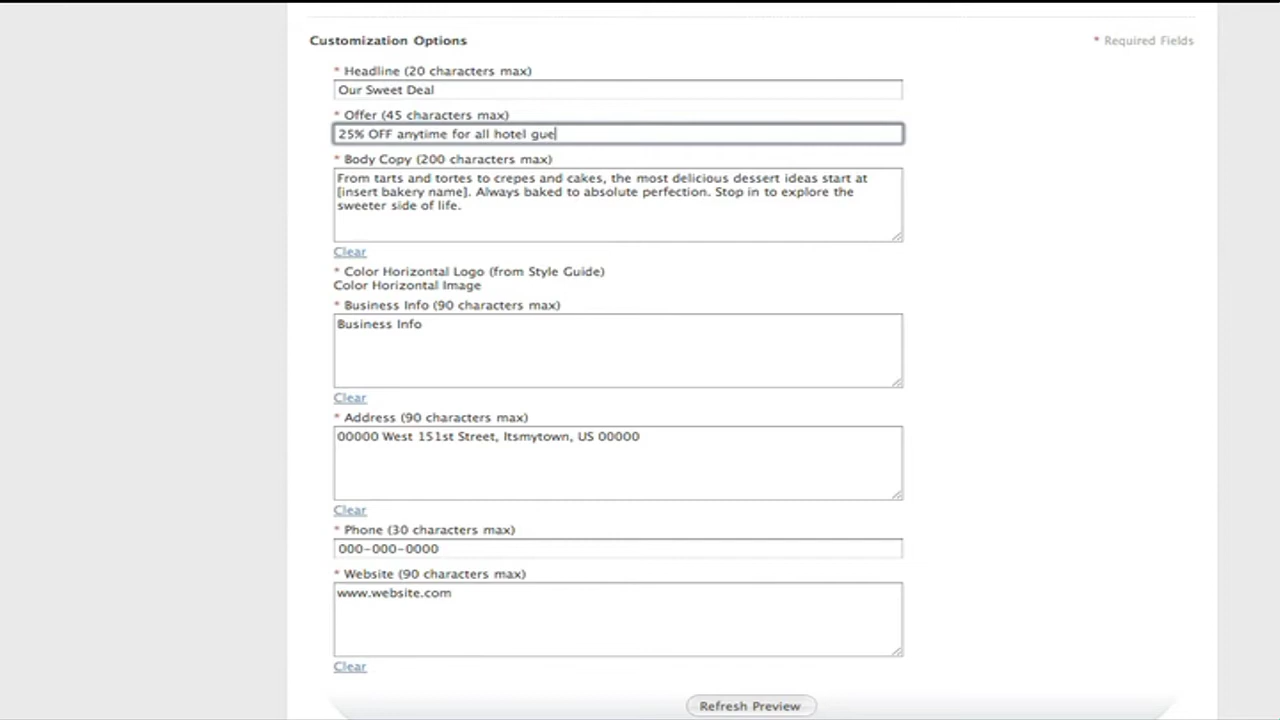 Customization Options
* Required Fields
* Headline (20 characters max)
Our Sweet Deal
* Offer (45 characters max)
25% OFF anytime for all hotel gue
* Body Copy (200 characters max)
From tarts and tortes to crepes and cakes, the most delicious dessert ideas start at
[insert bakery name]. Always baked to absolute perfection. Stop in to explore the
sweeter side of life.
Clear
* Color Horizontal Logo (from Style Guide)
Color Horizontal Image
* Business Info (90 characters max)
Business Info
Clear
* Address (90 characters max)
00000 West 151st Street, Itsmytown, US 00000
Clear
* Phone (30 characters max)
000-000-0000
* Website (90 characters max)
www.website.com
Clear
Refresh Preview